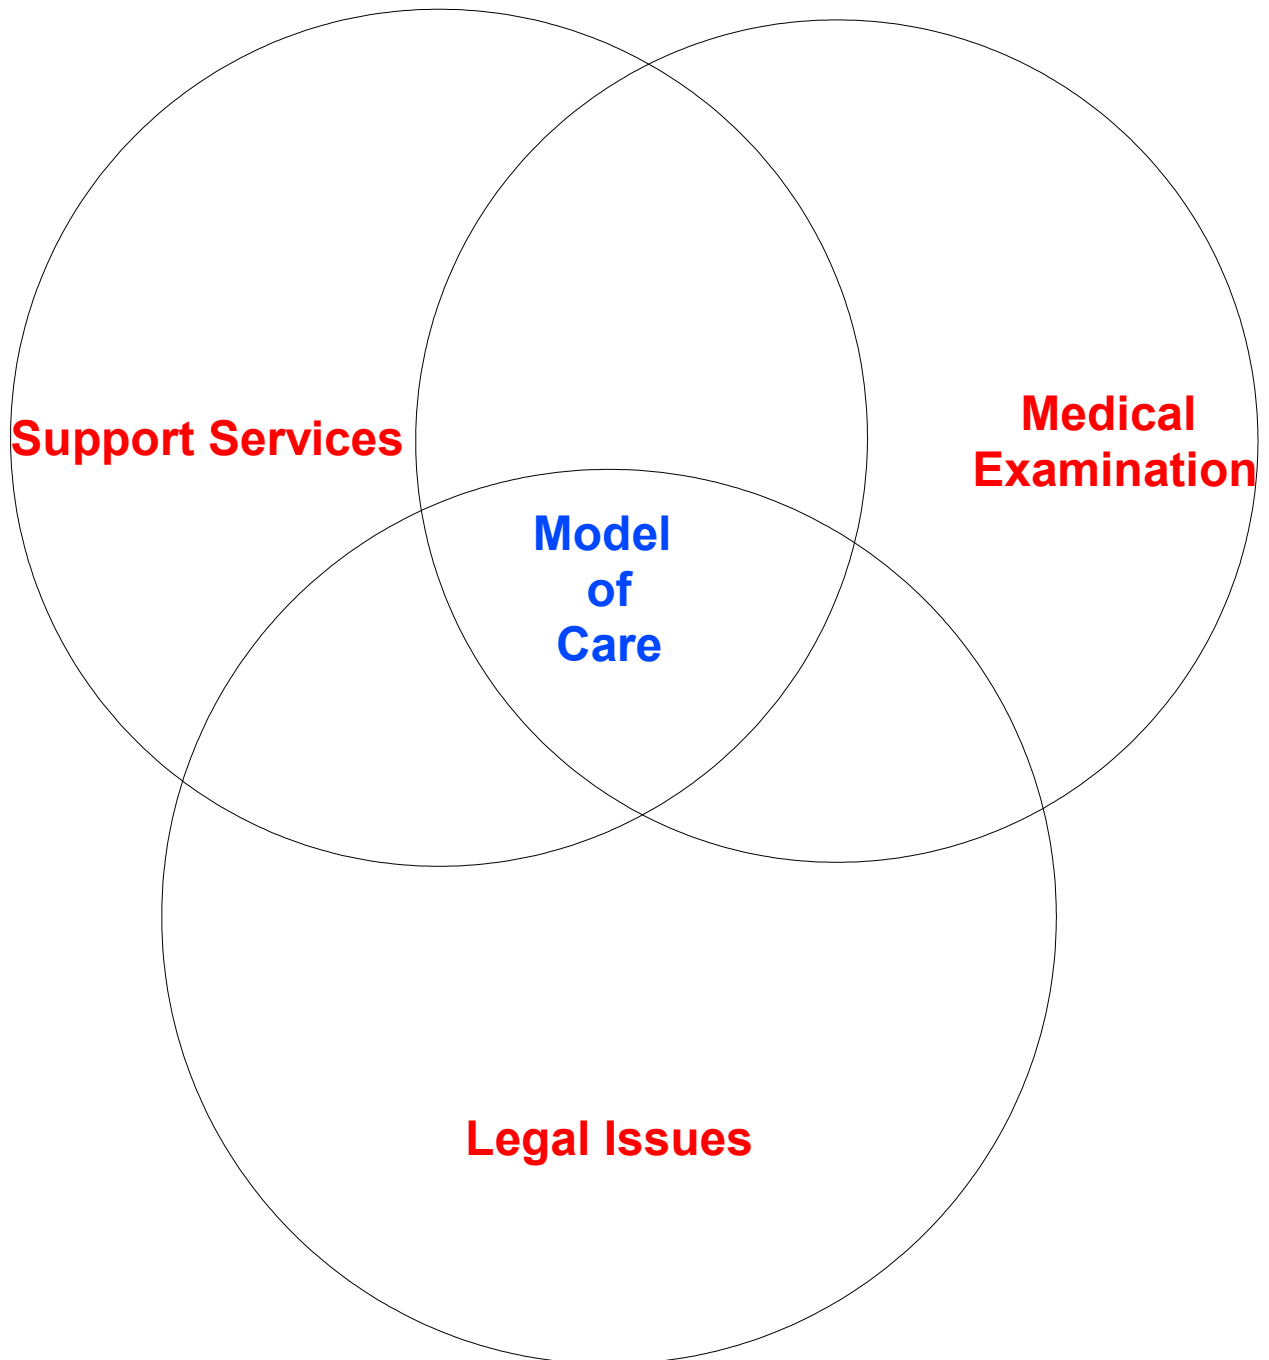 Support Services
Medical
Examination
Model
of
Care
Legal Issues